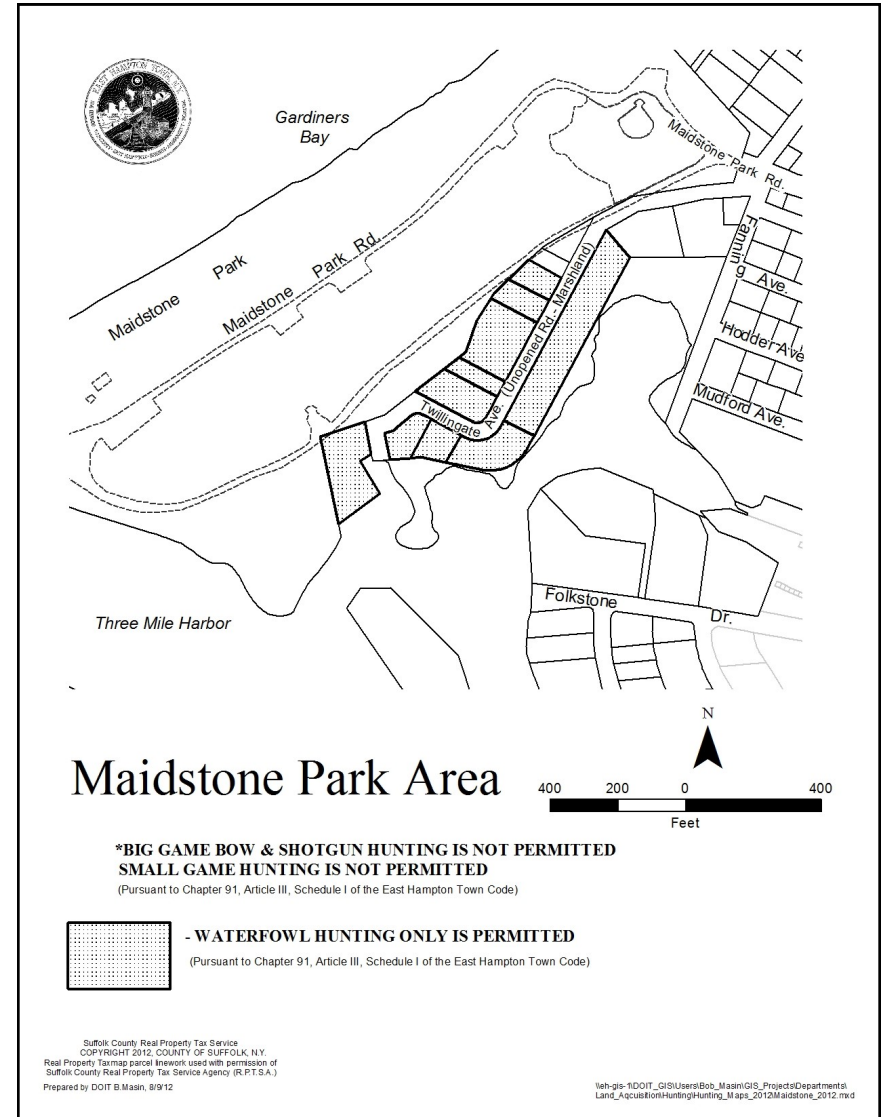 EAST HAMPTON TOWN, N.Y.
Gardiners
Bay
Maidstone Park Rd.
Maidstone Park
Maidstone Park Rd.
Fanning Ave.
Hodder Ave
Mudford Ave.
Twillingate Ave. (Unopened Rd.- Marshland)
Folkstone Dr.
Three Mile Harbor
N
Maidstone Park Area
400 200 0 400
Feet
*BIG GAME BOW & SHOTGUN HUNTING IS NOT PERMITTED
SMALL GAME HUNTING IS NOT PERMITTED
(Pursuant to Chapter 91, Article III, Schedule I of the East Hampton Town Code)
- WATERFOWL HUNTING ONLY IS PERMITTED
(Pursuant to Chapter 91, Article III, Schedule I of the East Hampton Town Code)
Suffolk County Real Property Tax Service
COPYRIGHT 2012, COUNTY OF SUFFOLK, N.Y.
Real Property Taxmap parcel linework used with permission of
Suffolk County Real Property Tax Service Agency (R.P.T.S.A.)
Prepared by DOIT B.Masin, 8/9/12
\\eh-gis-1\DOIT_GIS\Users\Bob_Masin\GIS_Projects\Departments\
Land_Aqcuisition\Hunting\Hunting_Maps_2012\Maidstone_2012.mxd